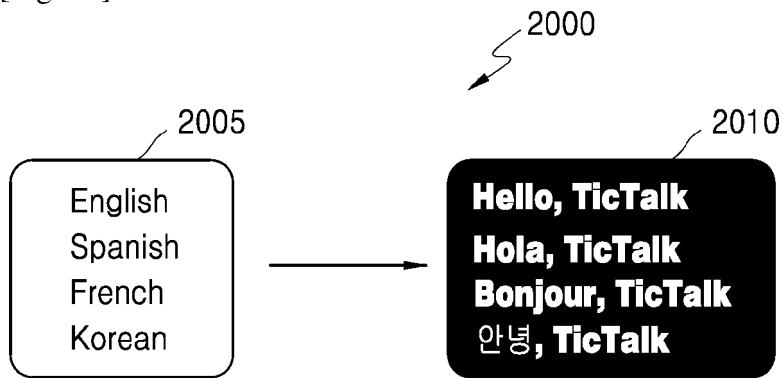 2000
2005
2010
English
Spanish
French
Korean
Hello, TicTalk
Hola, TicTalk
Bonjour, TicTalk
안녕, TicTalk